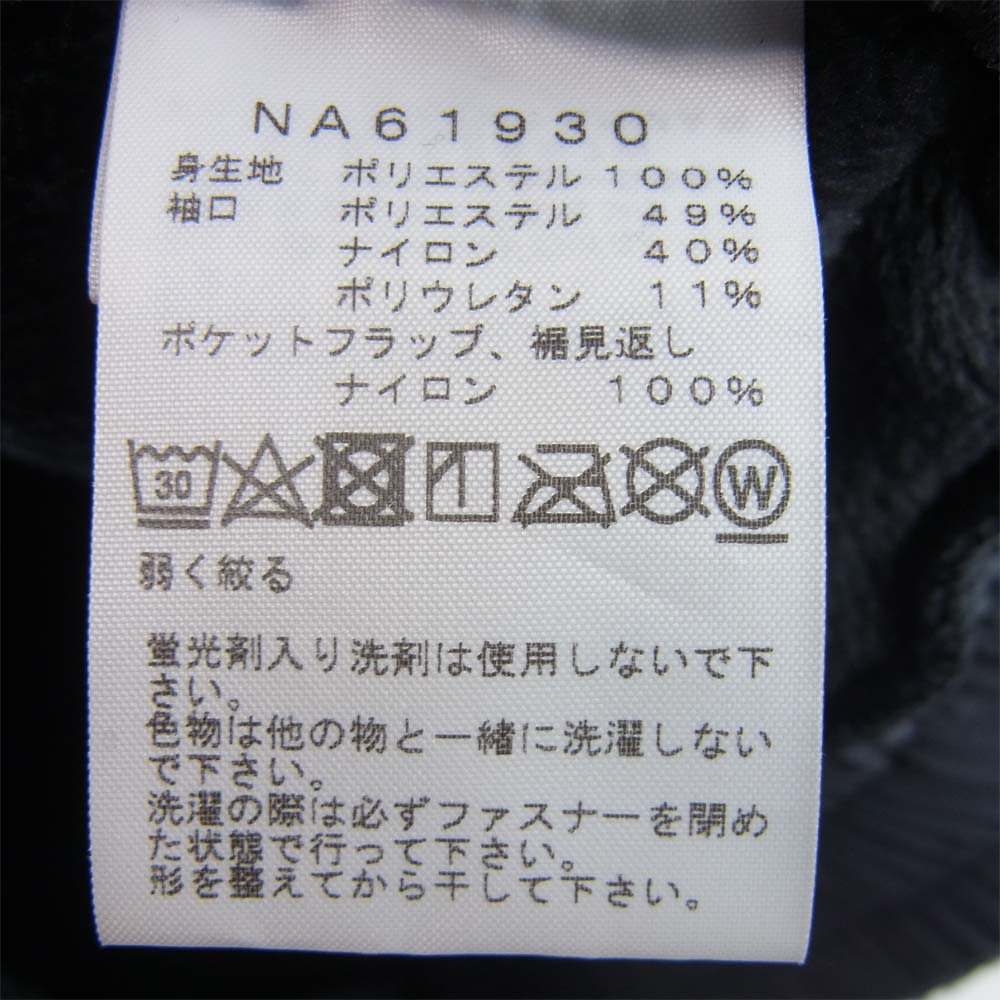 NA61930
身生地 ポリエステル 100%
袖口 ポリエステル 49%
ナイロン 40%
ポリウレタン 11%
ポケットフラップ、裾見返し
ナイロン 100%
30 W
弱く絞る
蛍光剤入り洗剤は使用しないで下
さい。
色物は他の物と一緒に洗濯しない
で下さい。
洗濯の際は必ずファスナーを閉め
た状態で行って下さい。
形を整えてから干して下さい。